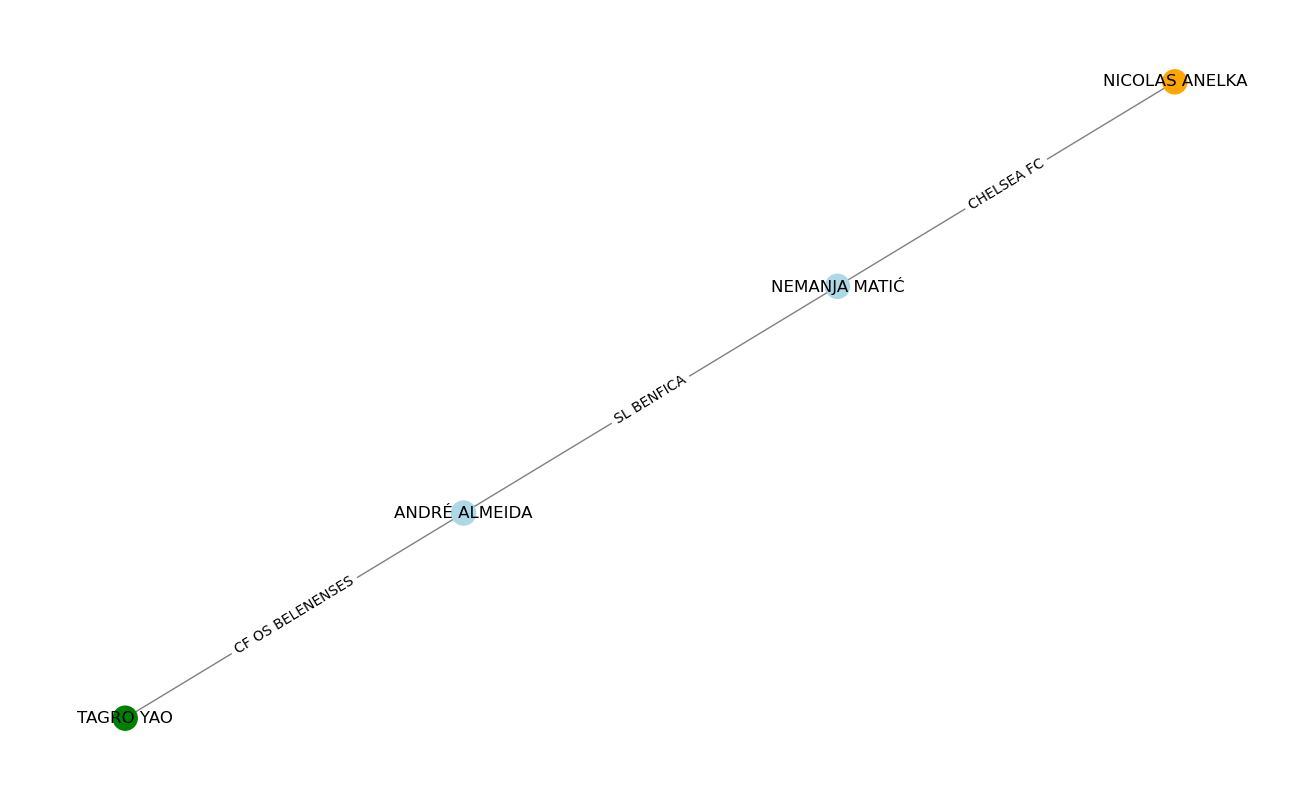 NICOLAS ANELKA
CHELSEA FC
NEMANJA MATIĆ
SL BENFICA
ANDRÉ ALMEIDA
CF OS BELENENSES
TAGRO YAO